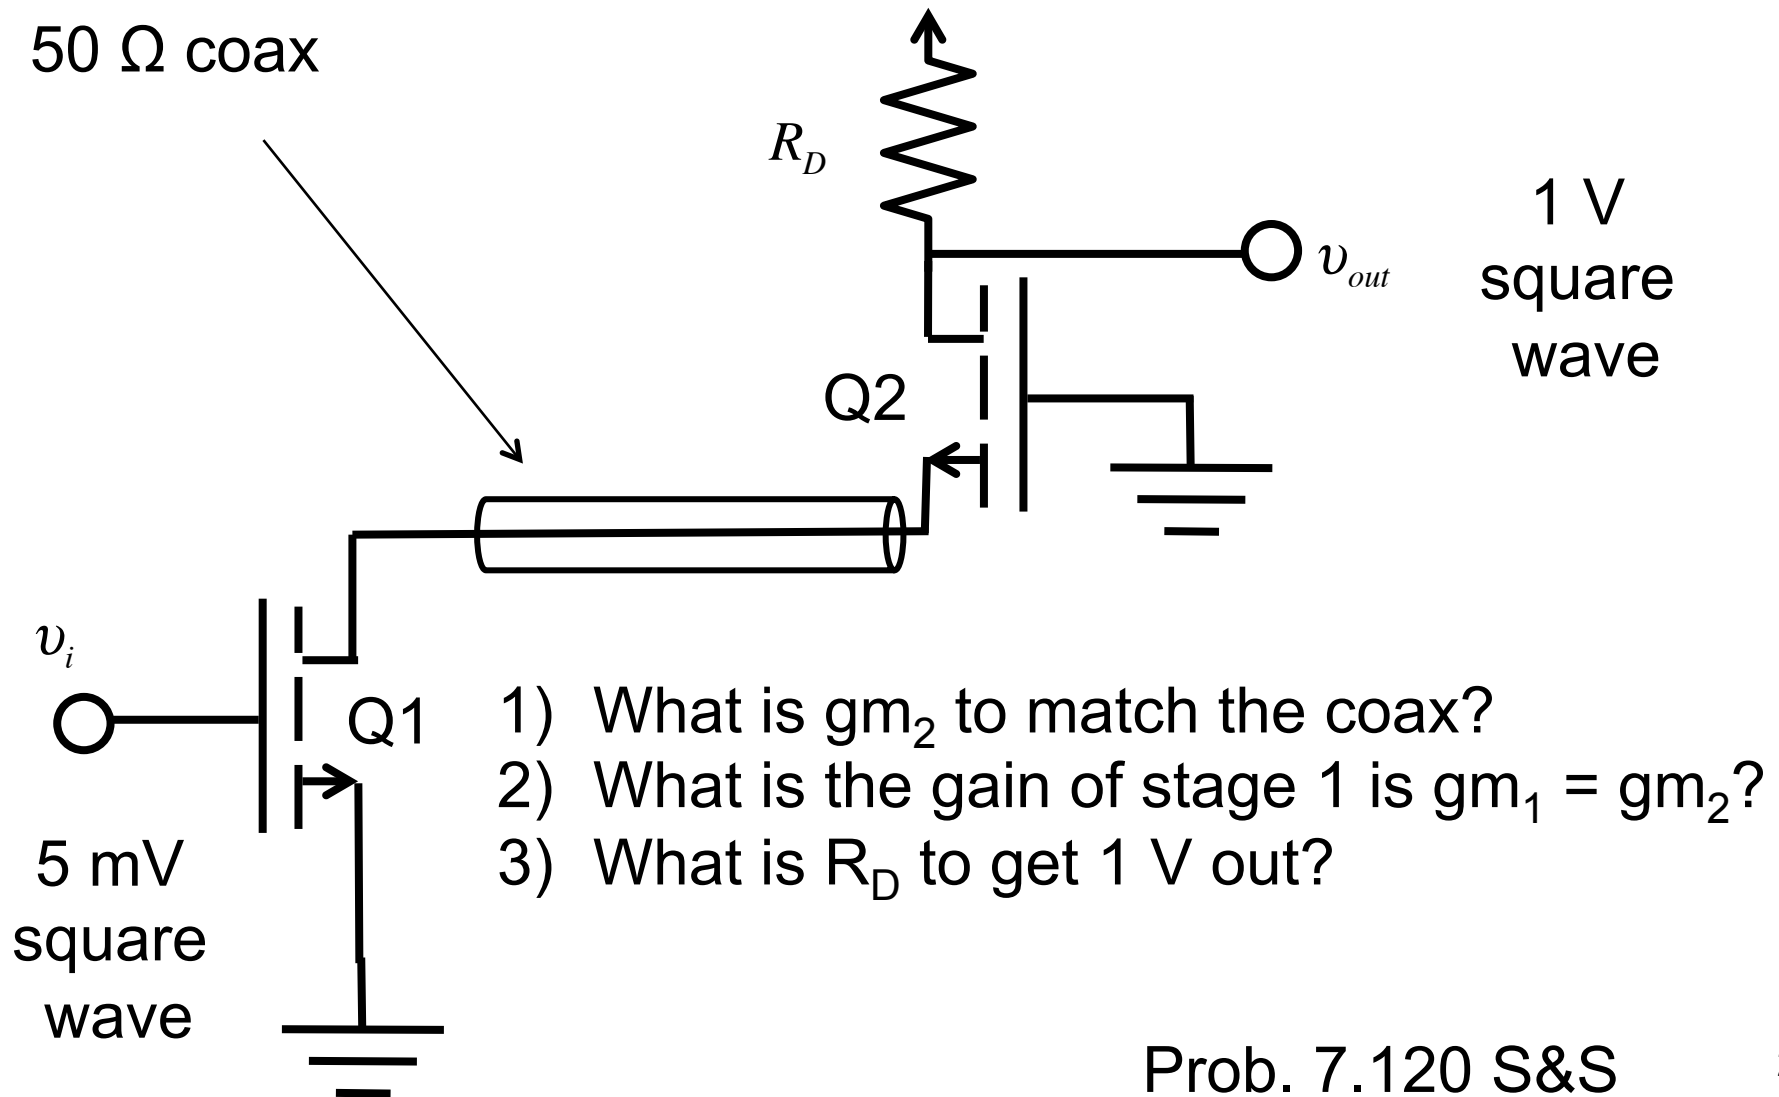 50 Ω coax
R_D
1 V
square
wave
υ_out
Q2
υ_i
Q1
1) What is gm₂ to match the coax?
2) What is the gain of stage 1 is gm₁ = gm₂?
3) What is R_D to get 1 V out?
5 mV
square
wave
Prob. 7.120 S&S